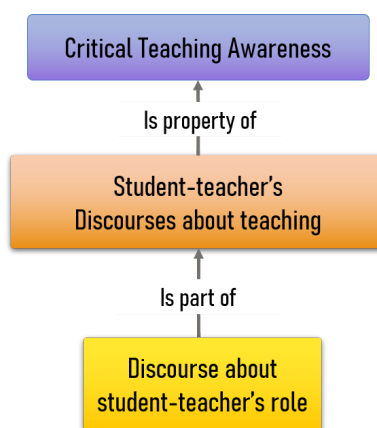 Critical Teaching Awareness
Is property of
Student-teacher's
Discourses about teaching
Is part of
Discourse about
student-teacher's role